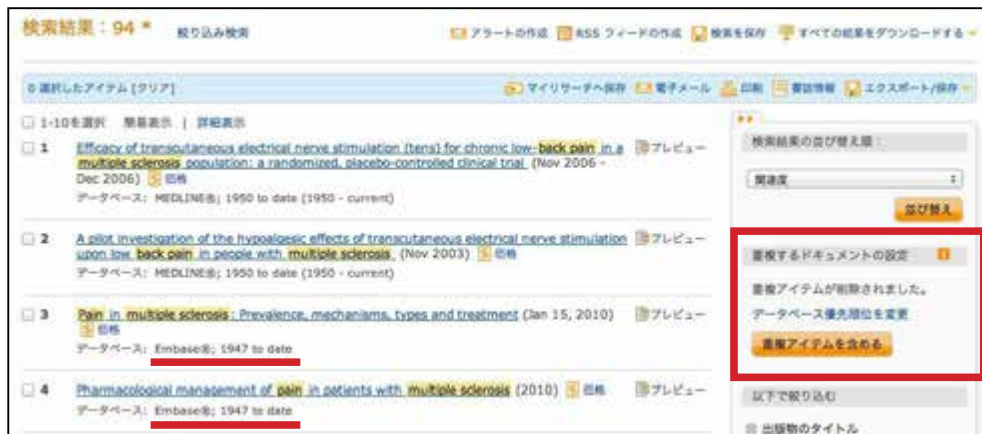 検索結果：94 * 絞り込み検索
アラートの作成 RSS フィードの作成 検索を保存 すべての結果をダウンロードする
0 選択したアイテム [クリア]
マイリサーチへ保存 電子メール 印刷 書誌情報 エクスポート/保存
1-10を選択 簡易表示 | 詳細表示
1 Efficacy of transcutaneous electrical nerve stimulation (tens) for chronic low-back pain in a
multiple sclerosis population: a randomized, placebo-controlled clinical trial (Nov 2006 -
Dec 2006) $ 価格
プレビュー
データベース: MEDLINE®; 1950 to date (1950 - current)
2 A pilot investigation of the hypoalgesic effects of transcutaneous electrical nerve stimulation
upon low back pain in people with multiple sclerosis. (Nov 2003) $ 価格
プレビュー
データベース: MEDLINE®; 1950 to date (1950 - current)
3 Pain in multiple sclerosis: Prevalence, mechanisms, types and treatment (Jan 15, 2010)
$ 価格
プレビュー
データベース: Embase®; 1947 to date
4 Pharmacological management of pain in patients with multiple sclerosis (2010) $ 価格
プレビュー
データベース: Embase®; 1947 to date
検索結果の並び替え順：
関連度
並び替え
重複するドキュメントの設定
重複アイテムが削除されました。
データベース優先順位を変更
重複アイテムを含める
以下で絞り込む
出版物のタイトル